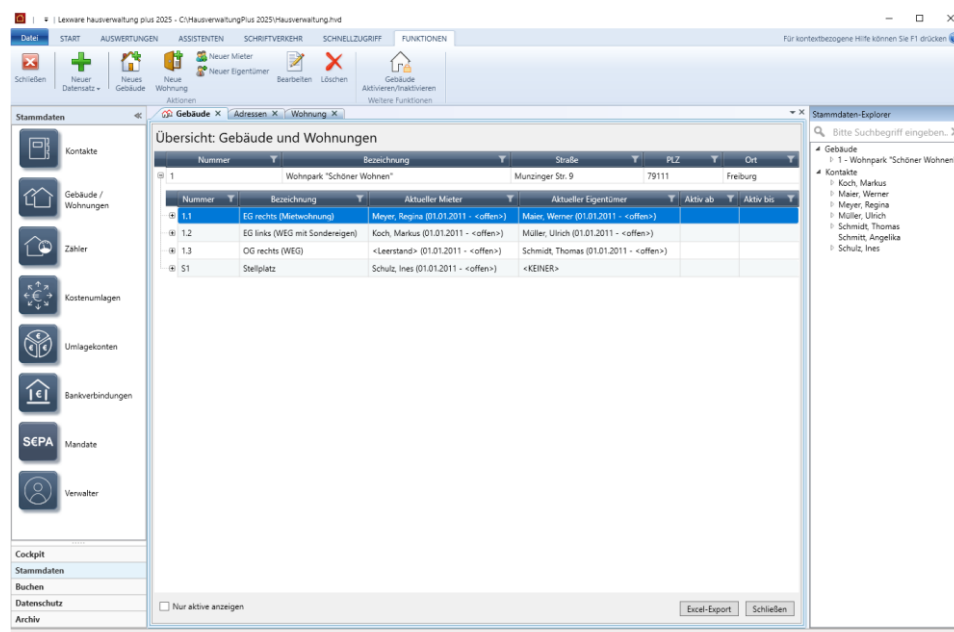 Lexware hausverwaltung plus 2025 - C:\HausverwaltungPlus 2025\Hausverwaltung.hvd
Datei START AUSWERTUNGEN ASSISTENTEN SCHRIFTVERKEHR SCHNELLZUGRIFF FUNKTIONEN Für kontextbezogene Hilfe können Sie F1 drücken
Schließen
Neuer Datensatz
Neues Gebäude
Neue Wohnung
Neuer Mieter
Neuer Eigentümer
Bearbeiten
Löschen
Gebäude Aktivieren/Inaktivieren
Aktionen
Weitere Funktionen
Stammdaten
Kontakte
Gebäude /
Wohnungen
Zähler
Kostenumlagen
Umlagekonten
Bankverbindungen
SEPA
Mandate
Verwalter
Cockpit
Stammdaten
Buchen
Datenschutz
Archiv
Gebäude X Adressen X Wohnung X
Übersicht: Gebäude und Wohnungen
Nummer Bezeichnung Straße PLZ Ort
1 Wohnpark "Schöner Wohnen" Munzinger Str. 9 79111 Freiburg
Nummer Bezeichnung Aktueller Mieter Aktueller Eigentümer Aktiv ab Aktiv bis
1.1 EG rechts (Mietwohnung) Meyer, Regina (01.01.2011 - <offen>) Maier, Werner (01.01.2011 - <offen>)
1.2 EG links (WEG mit Sondereigen) Koch, Markus (01.01.2011 - <offen>) Müller, Ulrich (01.01.2011 - <offen>)
1.3 OG rechts (WEG) <Leerstand> (01.01.2011 - <offen>) Schmidt, Thomas (01.01.2011 - <offen>)
S1 Stellplatz Schulz, Ines (01.01.2011 - <offen>) <KEINER>
Nur aktive anzeigen
Excel-Export Schließen
Stammdaten-Explorer
Bitte Suchbegriff eingeben..
Gebäude
1 - Wohnpark "Schöner Wohnen"
Kontakte
Koch, Markus
Maier, Werner
Meyer, Regina
Müller, Ulrich
Schmidt, Thomas
Schmitt, Angelika
Schulz, Ines